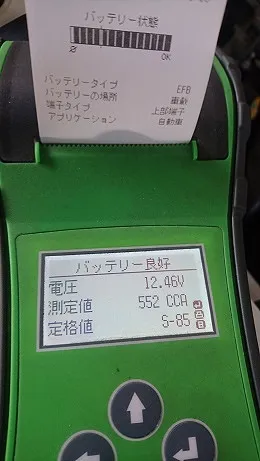 バッテリー状態
OK
バッテリータイプ EFB
バッテリーの場所 車載
端子タイプ 上部端子
アプリケーション 自動車
バッテリー良好
電圧 12.46V
測定値 552 CCA
定格値 S-85